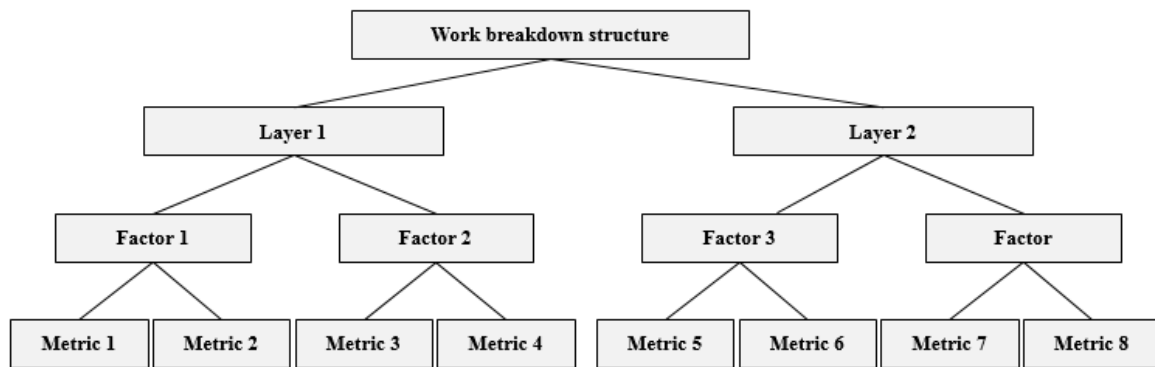 Work breakdown structure
Layer 1
Layer 2
Factor 1
Factor 2
Factor 3
Factor
Metric 1
Metric 2
Metric 3
Metric 4
Metric 5
Metric 6
Metric 7
Metric 8